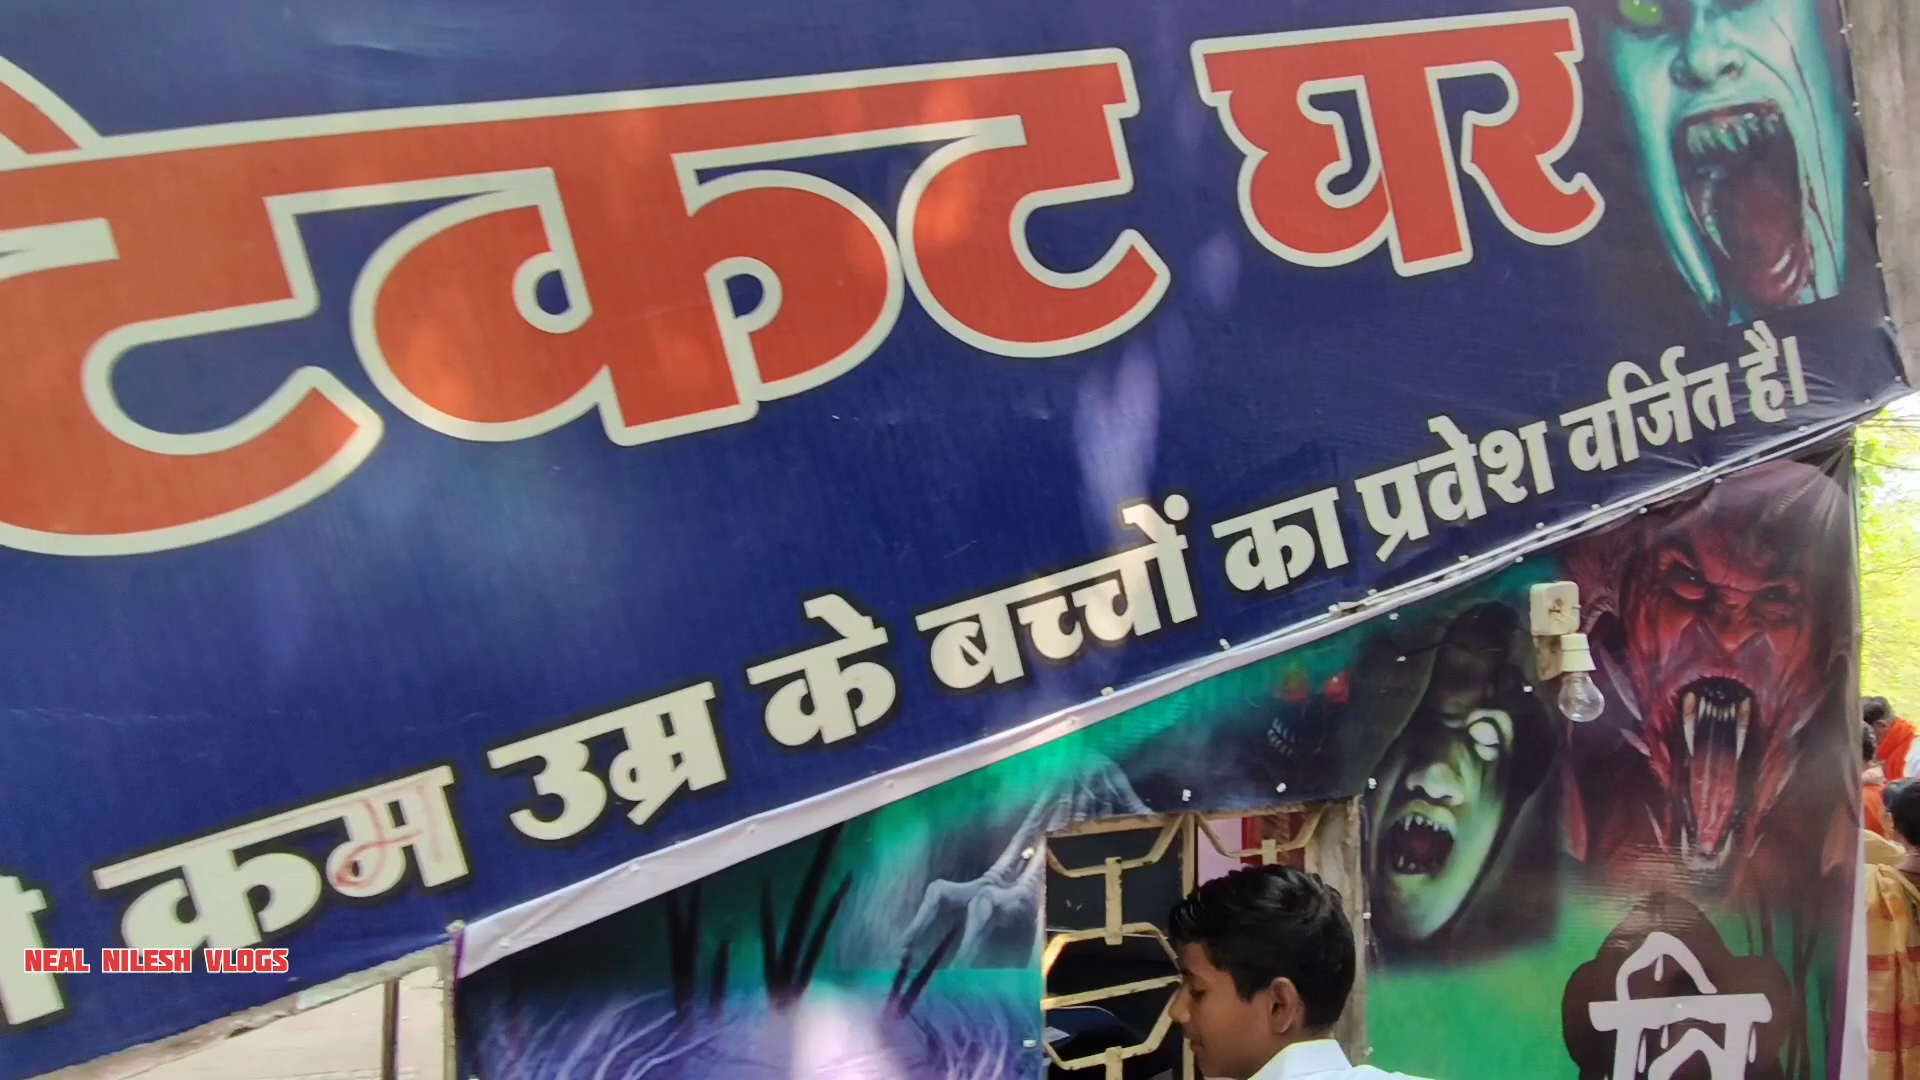 टिकट घर
कम उम्र के बच्चों का प्रवेश वर्जित है।
NEAL NILESH VLOGS